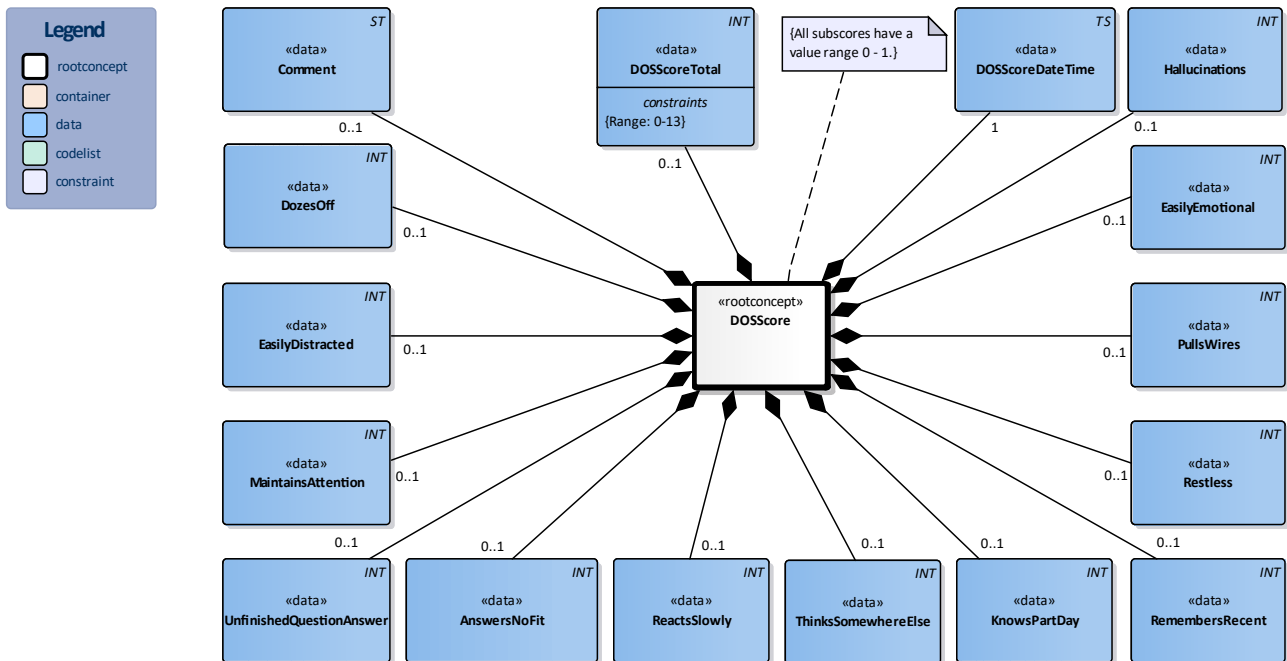 Legend
rootconcept
container
data
codelist
constraint
ST
«data»
Comment
0..1
INT
«data»
DOSScoreTotal
constraints
{Range: 0-13}
0..1
{All subscores have a
value range 0 - 1.}
TS
«data»
DOSScoreDateTime
1
INT
«data»
Hallucinations
0..1
INT
«data»
DozesOff
0..1
INT
«data»
EasilyEmotional
0..1
«rootconcept»
DOSScore
INT
«data»
EasilyDistracted
0..1
INT
«data»
PullsWires
0..1
INT
«data»
MaintainsAttention
0..1
INT
«data»
Restless
0..1
0..1
INT
«data»
UnfinishedQuestionAnswer
0..1
INT
«data»
AnswersNoFit
0..1
INT
«data»
ReactsSlowly
0..1
INT
«data»
ThinksSomewhereElse
0..1
INT
«data»
KnowsPartDay
0..1
INT
«data»
RemembersRecent